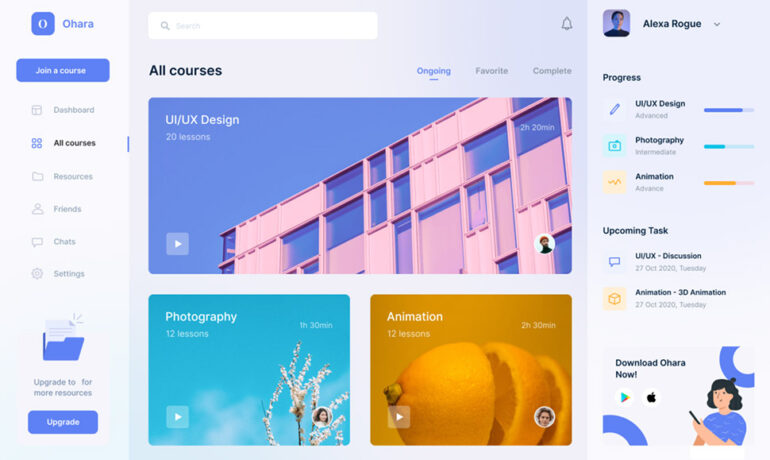 O Ohara
Join a course
Dashboard
All courses
Resources
Friends
Chats
Settings
Upgrade to for
more resources
Upgrade
Search
All courses
Ongoing Favorite Complete
UI/UX Design
20 lessons
2h 20min
Photography
12 lessons
1h 30min
Animation
12 lessons
2h 30min
Alexa Rogue
Progress
UI/UX Design
Advanced
Photography
Intermediate
Animation
Advance
Upcoming Task
UI/UX - Discussion
27 Oct 2020, Tuesday
Animation - 3D Animation
27 Oct 2020, Tuesday
Download Ohara
Now!